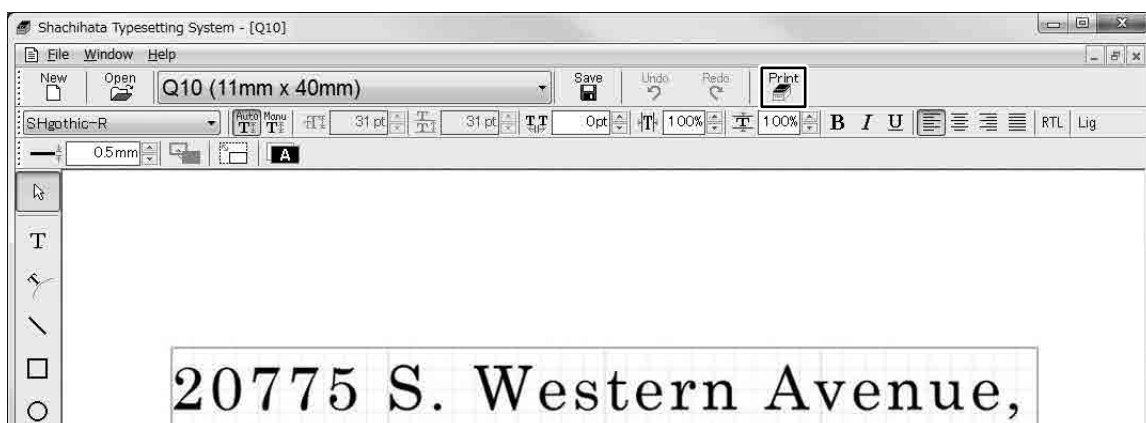 Shachihata Typesetting System - [Q10]
File Window Help
New Open Q10 (11mm x 40mm) Save Undo Redo Print
SHgothic-R Auto Manu 31 pt 31 pt 0pt 100% 100% B I U RTL Lig
0.5mm A
T
20775 S. Western Avenue,